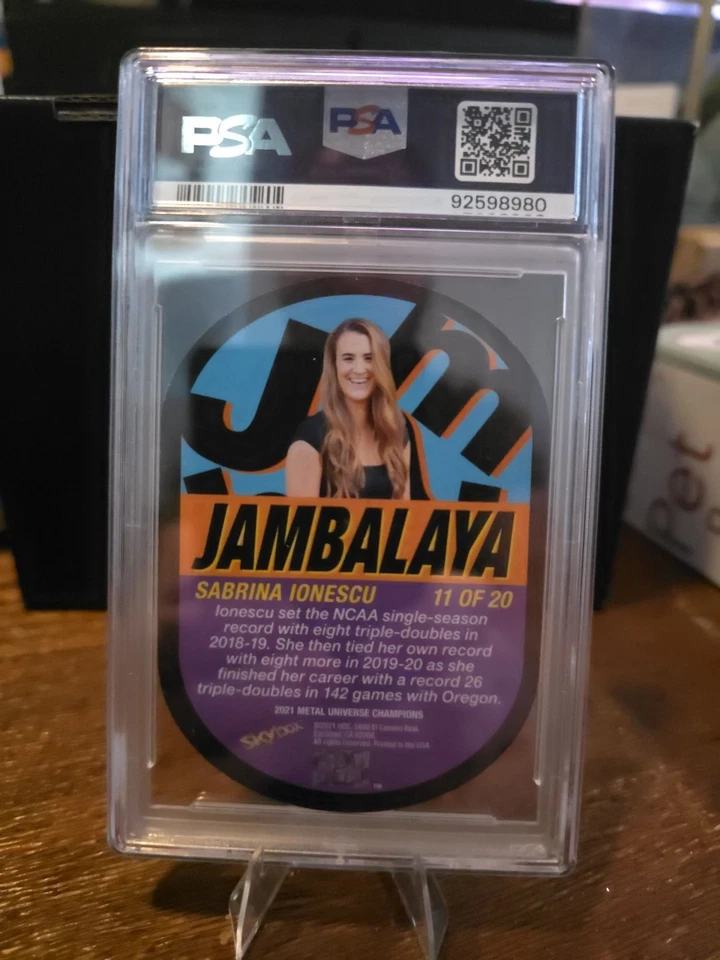 PSA
PSA
92598980
JAMBALAYA
SABRINA IONESCU 11 OF 20
Ionescu set the NCAA single-season
record with eight triple-doubles in
2018-19. She then tied her own record
with eight more in 2019-20 as she
finished her career with a record 26
triple-doubles in 142 games with Oregon.
2021 METAL UNIVERSE CHAMPIONS
SKYBOX
All rights reserved. Printed in the USA
Pet